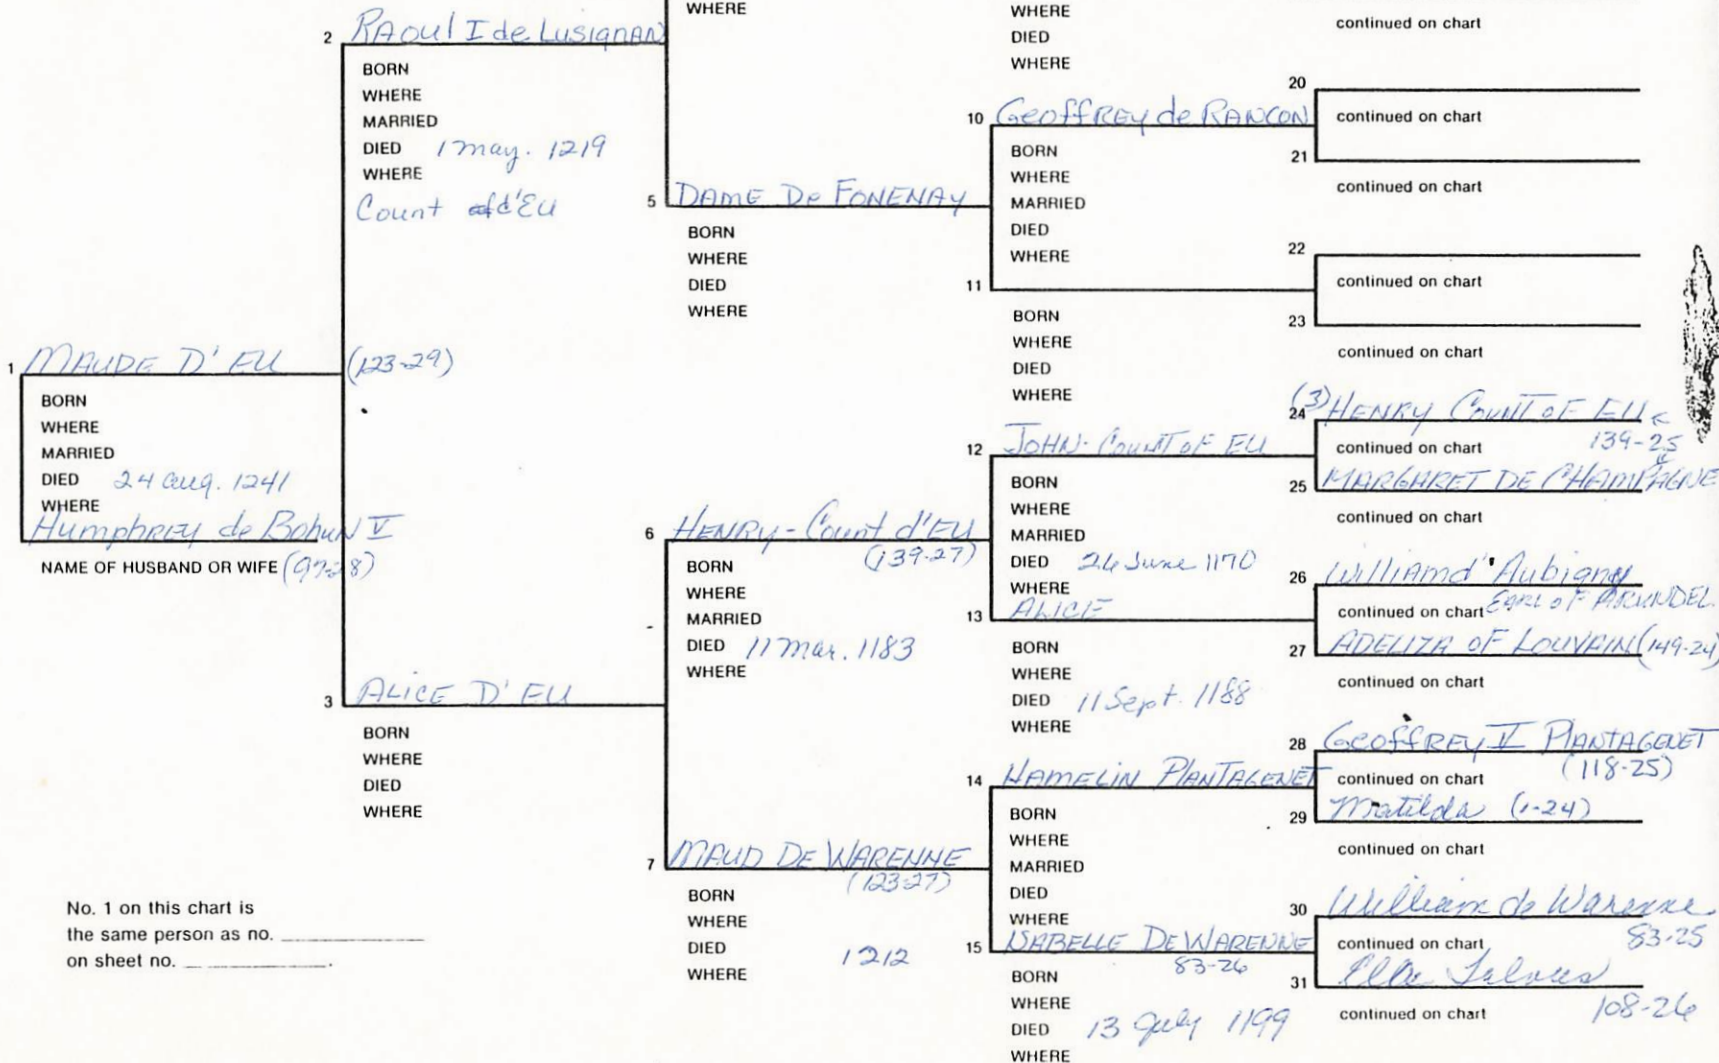 2 RAOUL I de LUSIGNAN
BORN
WHERE
MARRIED
DIED 1 May. 1219
WHERE
Count d'EU
1 MAUDE D' EU (123-29)
BORN
WHERE
MARRIED
DIED 24 Aug. 1241
WHERE
Humphrey de Bohun V
NAME OF HUSBAND OR WIFE (97-28)
3 ALICE D' EU
BORN
WHERE
DIED
WHERE
No. 1 on this chart is
the same person as no.
on sheet no.
WHERE
5 DAME De FONENAY
BORN
WHERE
DIED
WHERE
6 HENRY - Count d'EU
(139-27)
BORN
WHERE
MARRIED
DIED 11 Mar. 1183
WHERE
7 MAUD DE WARENNE
(123-27)
BORN
WHERE
DIED 1212
WHERE
WHERE
DIED
WHERE
10 Geoffrey de RANCON
BORN
WHERE
MARRIED
DIED
WHERE
11
BORN
WHERE
DIED
WHERE
12 JOHN - Count OF EU
BORN
WHERE
MARRIED
DIED 26 June 1170
WHERE
13 ALICE
BORN
WHERE
DIED 11 Sept. 1188
WHERE
14 HAMELIN PLANTAGENET
BORN
WHERE
MARRIED
DIED
WHERE
15 ISABELLE DE WARENNE
83-26
BORN
WHERE
DIED 13 July 1199
WHERE
continued on chart
20
continued on chart
21
continued on chart
22
continued on chart
23
continued on chart
(3)
24 HENRY COUNT OF EU
continued on chart 139-25
25 MARGARET DE CHAMPAGNE
continued on chart
26 William d'Aubigny
continued on chart EARL OF ARUNDEL
27 ADELIZA OF LOUVAIN (149-24)
continued on chart
28 Geoffrey V PLANTAGENET
(118-25)
continued on chart
29 Matilda (1-24)
continued on chart
30 William de Warenne
continued on chart 83-25
31
continued on chart 108-26